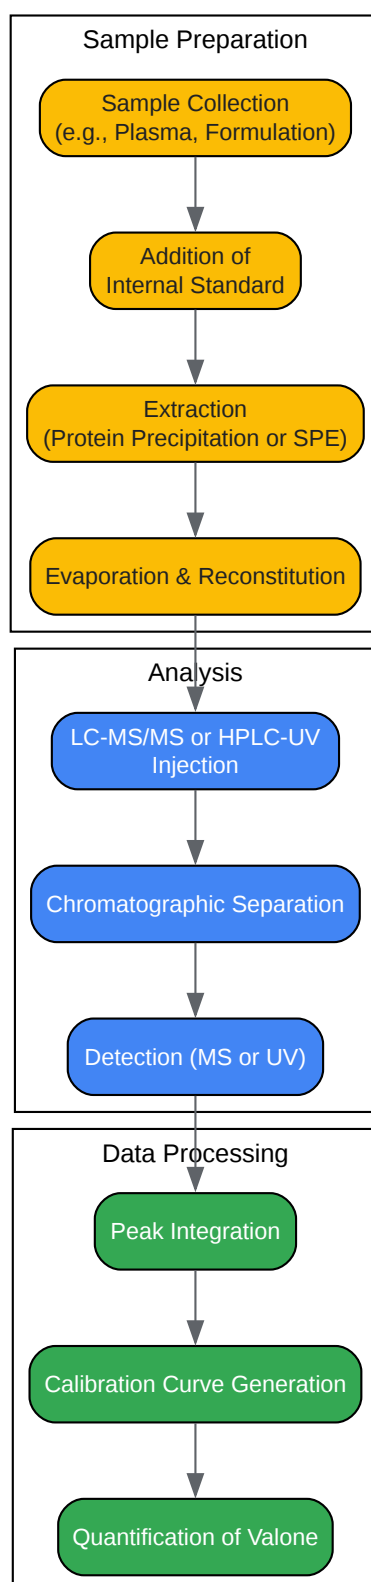 Sample Preparation
Sample Collection
(e.g., Plasma, Formulation)
Addition of
Internal Standard
Extraction
(Protein Precipitation or SPE)
Evaporation & Reconstitution
Analysis
LC-MS/MS or HPLC-UV
Injection
Chromatographic Separation
Detection (MS or UV)
Data Processing
Peak Integration
Calibration Curve Generation
Quantification of Valone